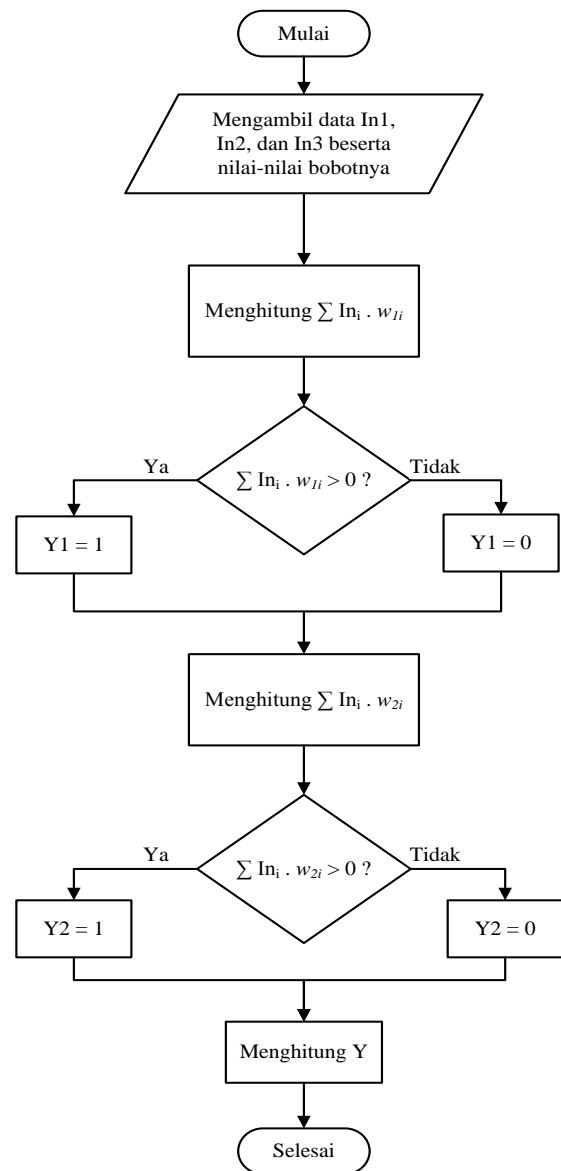 Mulai
Mengambil data In1,
In2, dan In3 beserta
nilai-nilai bobotnya
Menghitung ∑ Inᵢ . w₁ᵢ
Ya
∑ Inᵢ . w₁ᵢ > 0 ?
Tidak
Y1 = 1
Y1 = 0
Menghitung ∑ Inᵢ . w₂ᵢ
Ya
∑ Inᵢ . w₂ᵢ > 0 ?
Tidak
Y2 = 1
Y2 = 0
Menghitung Y
Selesai